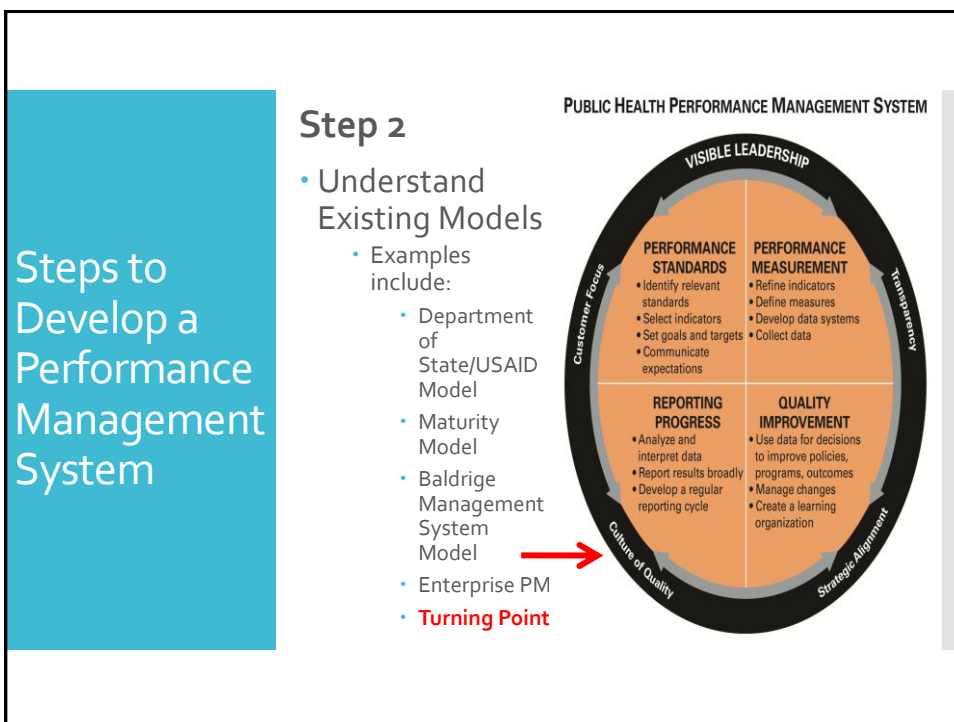 Steps to
Develop a
Performance
Management
System
Step 2
• Understand
Existing Models
• Examples
include:
• Department
of
State/USAID
Model
• Maturity
Model
• Baldrige
Management
System
Model
• Enterprise PM
• Turning Point
PUBLIC HEALTH PERFORMANCE MANAGEMENT SYSTEM
VISIBLE LEADERSHIP
Customer Focus
Transparency
PERFORMANCE
STANDARDS
• Identify relevant
standards
• Select indicators
• Set goals and targets
• Communicate
expectations
PERFORMANCE
MEASUREMENT
• Refine indicators
• Define measures
• Develop data systems
• Collect data
REPORTING
PROGRESS
• Analyze and
interpret data
• Report results broadly
• Develop a regular
reporting cycle
QUALITY
IMPROVEMENT
• Use data for decisions
to improve policies,
programs, outcomes
• Manage changes
• Create a learning
organization
Culture of Quality
Strategic Alignment